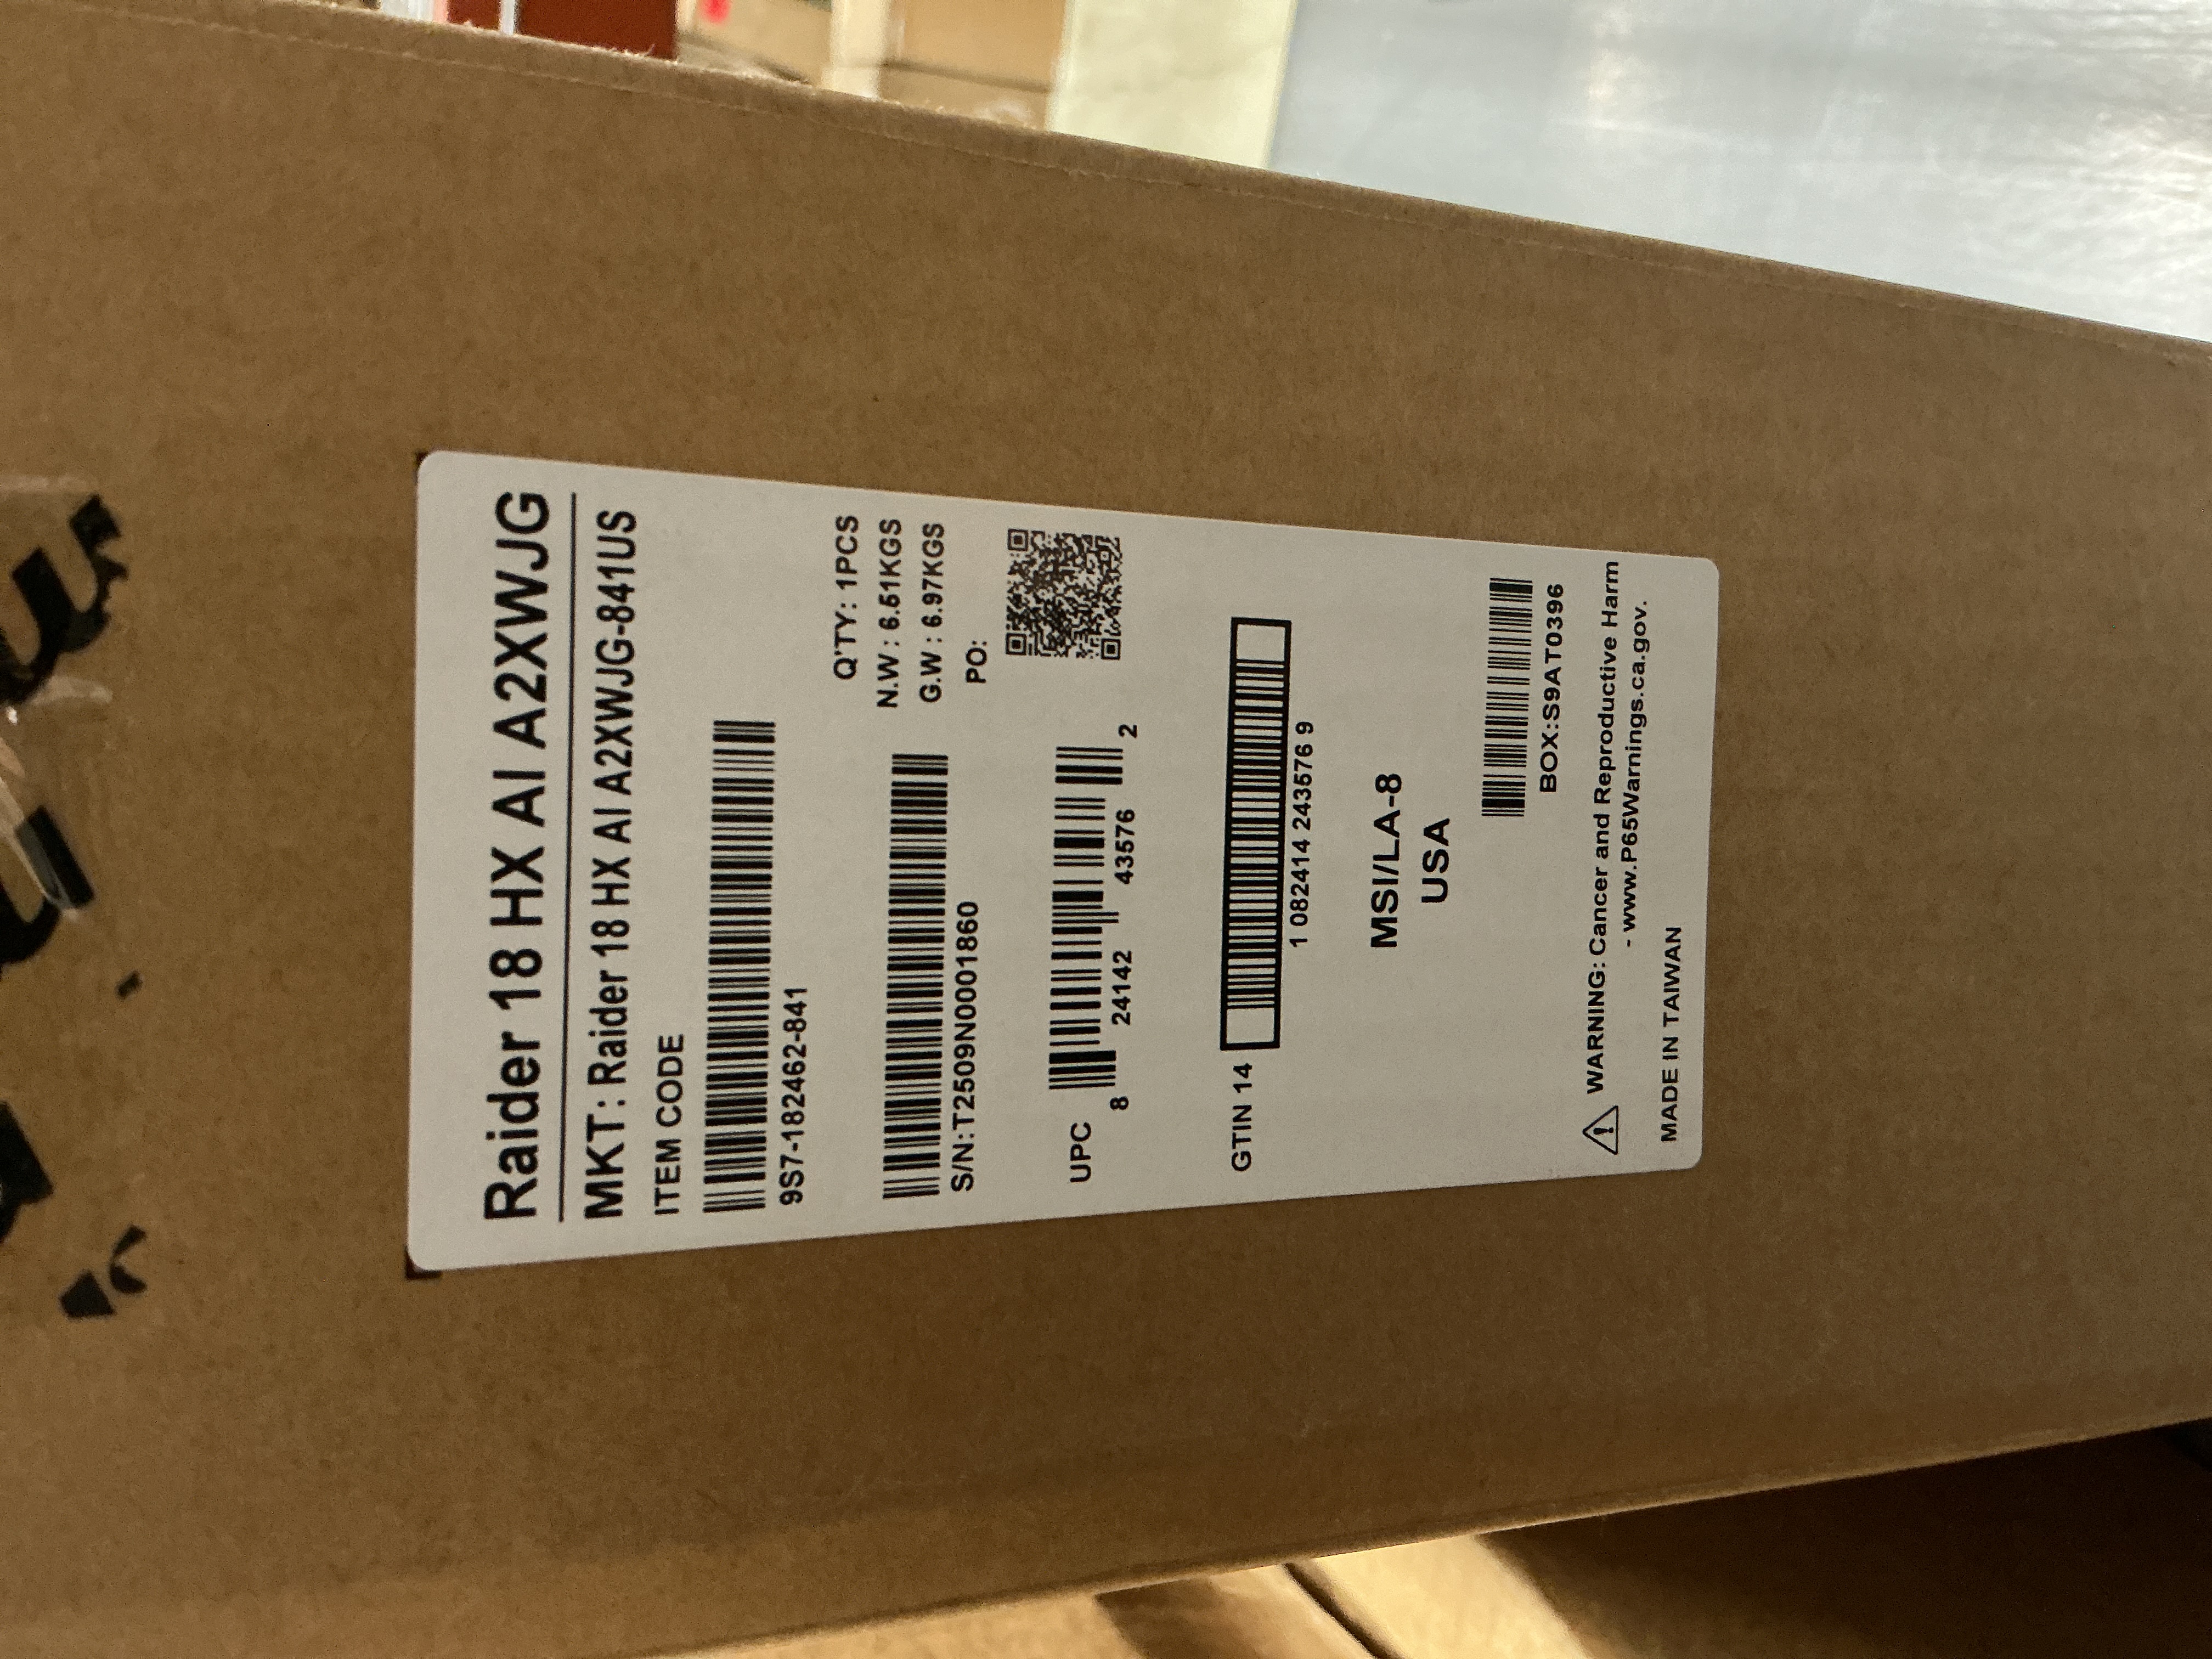 Raider 18 HX AI A2XWJG
MKT: Raider 18 HX AI A2XWJG-841US
ITEM CODE
9S7-182462-841
Q'TY: 1PCS
N.W : 6.51KGS
G.W : 6.97KGS
PO:
S/N:T2509N0001860
UPC
8 24142 43576 2
GTIN 14
1 082414 243576 9
MSI/LA-8
USA
BOX:S9AT0396
WARNING: Cancer and Reproductive Harm
- www.P65Warnings.ca.gov.
MADE IN TAIWAN